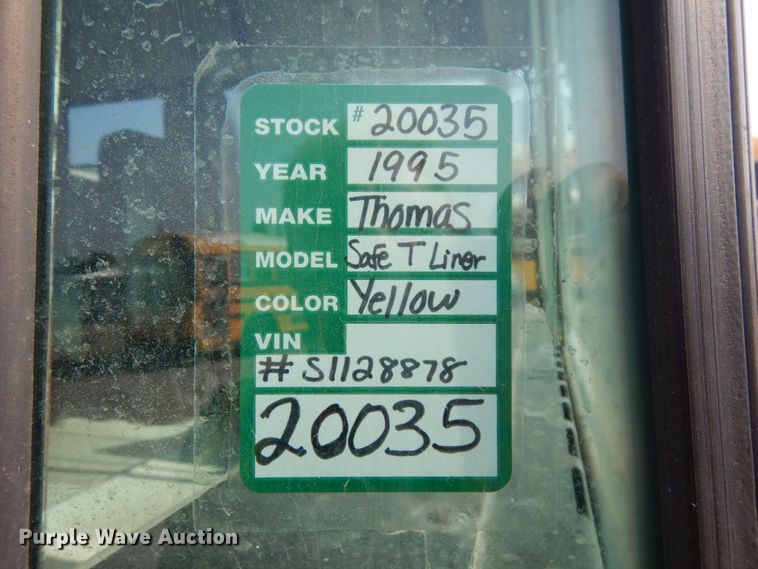 STOCK # 20035
YEAR 1995
MAKE Thomas
MODEL Safe T Liner
COLOR Yellow
VIN
# S1128878
20035
Purple Wave Auction